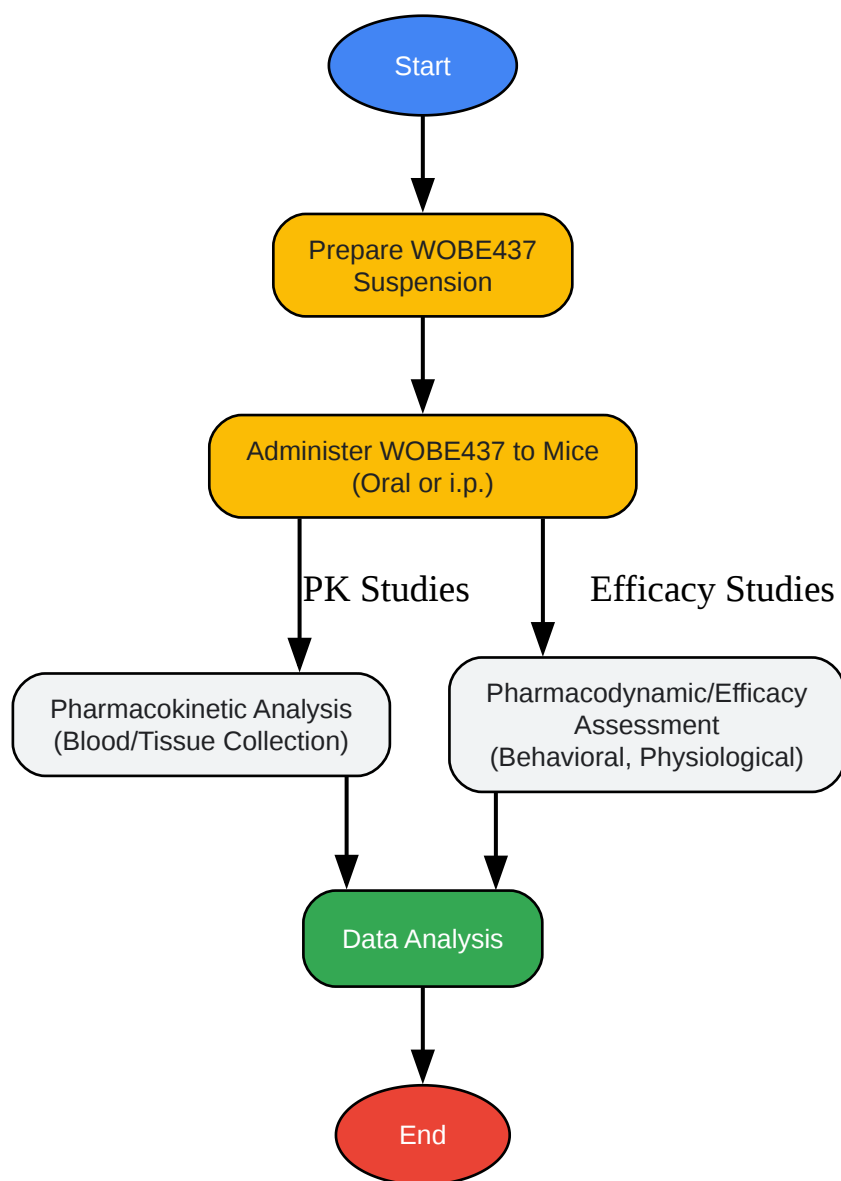 Start
Prepare WOBE437
Suspension
Administer WOBE437 to Mice
(Oral or i.p.)
PK Studies
Efficacy Studies
Pharmacokinetic Analysis
(Blood/Tissue Collection)
Pharmacodynamic/Efficacy
Assessment
(Behavioral, Physiological)
Data Analysis
End